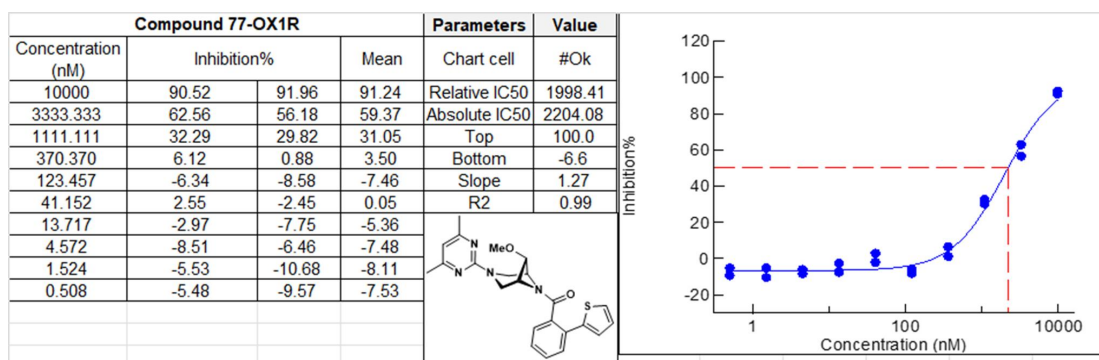 Compound 77-OX1R
Parameters
Value
Concentration (nM)
Inhibition%
Mean
Chart cell
#Ok
10000 90.52 91.96 91.24 Relative IC50 1998.41
3333.333 62.56 56.18 59.37 Absolute IC50 2204.08
1111.111 32.29 29.82 31.05 Top 100.0
370.370 6.12 0.88 3.50 Bottom -6.6
123.457 -6.34 -8.58 -7.46 Slope 1.27
41.152 2.55 -2.45 0.05 R2 0.99
13.717 -2.97 -7.75 -5.36
4.572 -8.51 -6.46 -7.48
1.524 -5.53 -10.68 -8.11
0.508 -5.48 -9.57 -7.53
MeO
N
N
N
N
O
S
120
100
80
60
40
20
0
-20
Inhibition%
1 100 10000
Concentration (nM)